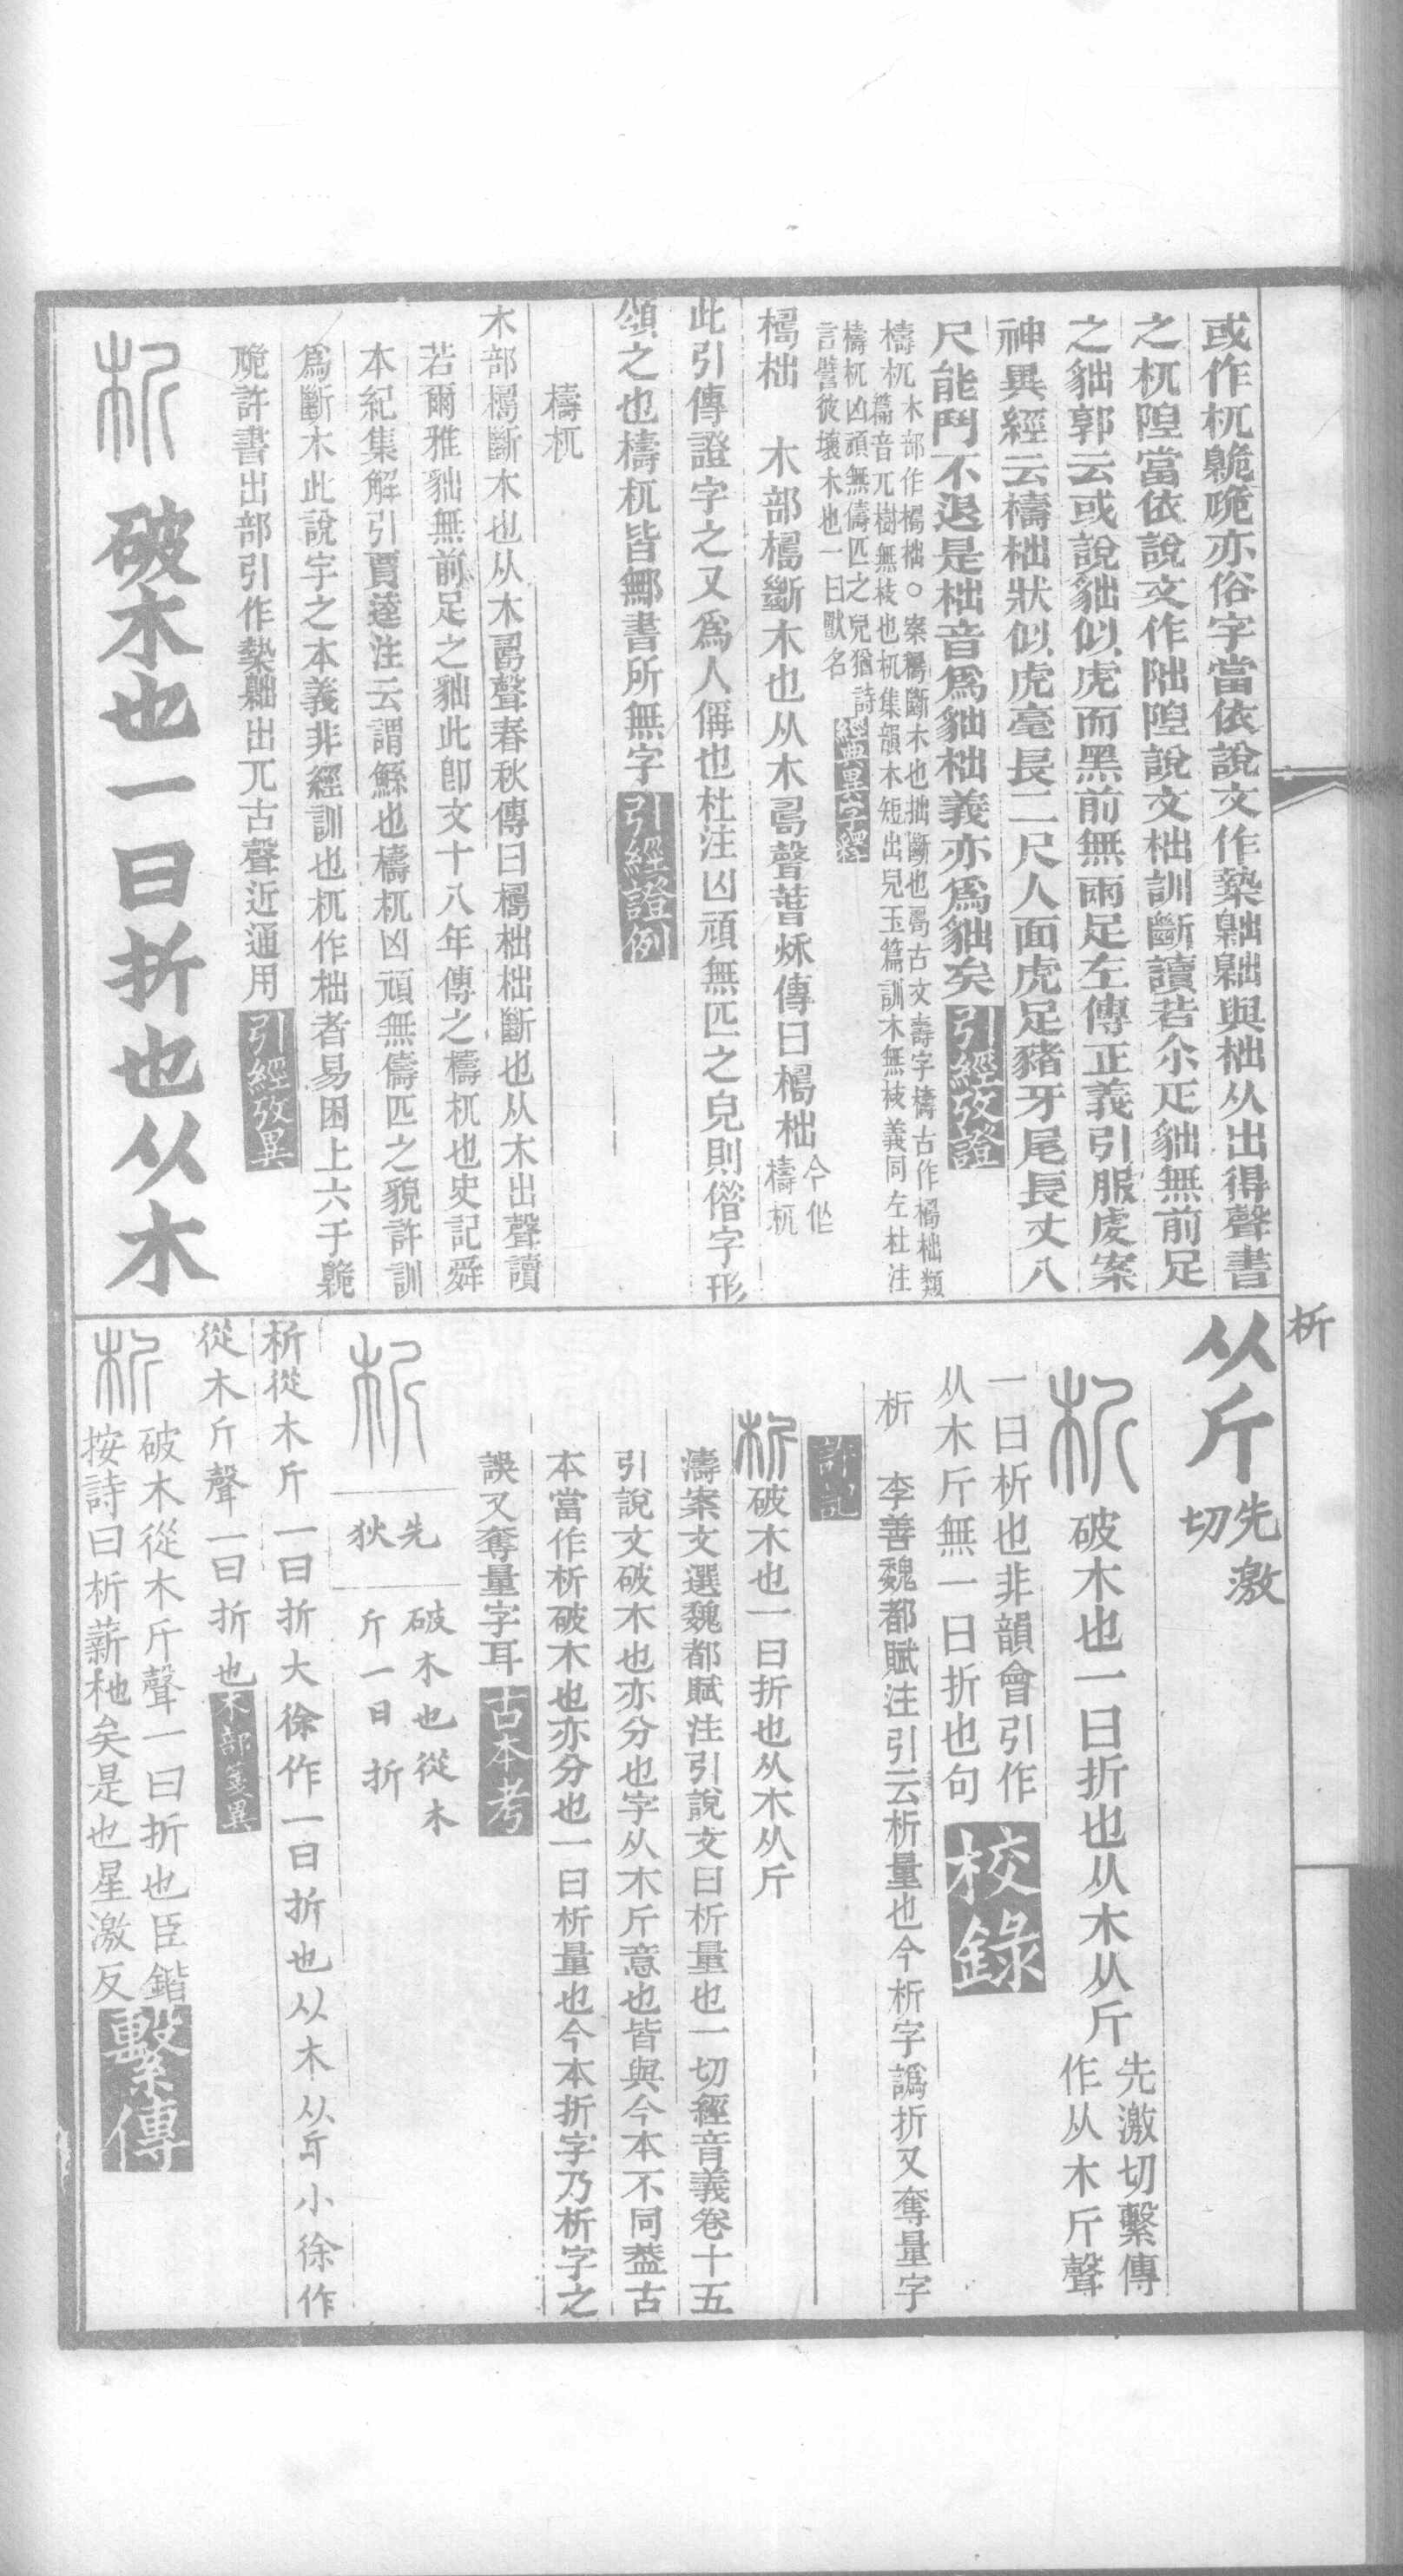 或作杌臲卼亦俗字當依說文作槷𪗨𪗨與柮从出得聲書
之杌隉當依說文作阢隉說文柮訓斷讀若尒疋貀無前足
之貀郭云或說貀似虎而黑前無兩足左傳正義引服虔案
神異經云檮柮狀似虎毫長二尺人面虎足豬牙尾長丈八
尺能鬥不退是柮音爲貀柮義亦爲貀矣引經攷證
檮杌木部作檮柮○案檮斷木也柮斷也𠷎古文壽字檮古作檮柮類
篇音兀樹無枝也杌集韻木短出皃玉篇訓木無枝義同左杜注
檮杌凶頑無儔匹之皃猶詩
言譬彼壞木也一曰獸名經典異字釋
檮柮 木部檮斷木也从木𠷎聲春秋傳曰檮柮今作檮杌
此引傳證字之又爲人偁也杜注凶頑無匹之皃則偕字形
頌之也檮杌皆鄦書所無字引經證例
檮杌
木部檮斷木也从木𠷎聲春秋傳曰檮柮柮斷也从木出聲讀
若爾雅貀無前足之貀此卽文十八年傳之檮杌也史記舜
本紀集解引賈逵注云謂鯀也檮杌凶頑無儔匹之貌許訓
爲斷木此說字之本義非經訓也杌作柮者易困上六于臲
卼許書出部引作槷𪗨出兀古聲近通用引經攷異
析 破木也一曰折也从木
从斤先激切
析 破木也一曰折也从木从斤先激切繫傳作从木斤聲
一曰析也非韻會引作
从木斤無一曰折也句校錄
析 李善魏都賦注引云析量也今析字譌折又奪量字
許記
析破木也一曰折也从木从斤
濤案文選魏都賦注引說文曰析量也一切經音義卷十五
引說文破木也亦分也字从木斤意也皆與今本不同葢古
本當作析破木也亦分也一曰析量也今本折字乃析字之
誤又奪量字耳古本考
析
先狄
破木也從木
斤一曰折
析從木斤一曰折大徐作一曰折也从木从斤小徐作
從木斤聲一曰折也木部箋異
析
破木從木斤聲一曰折也臣鍇
按詩曰析薪杝矣是也星激反繫傳
析